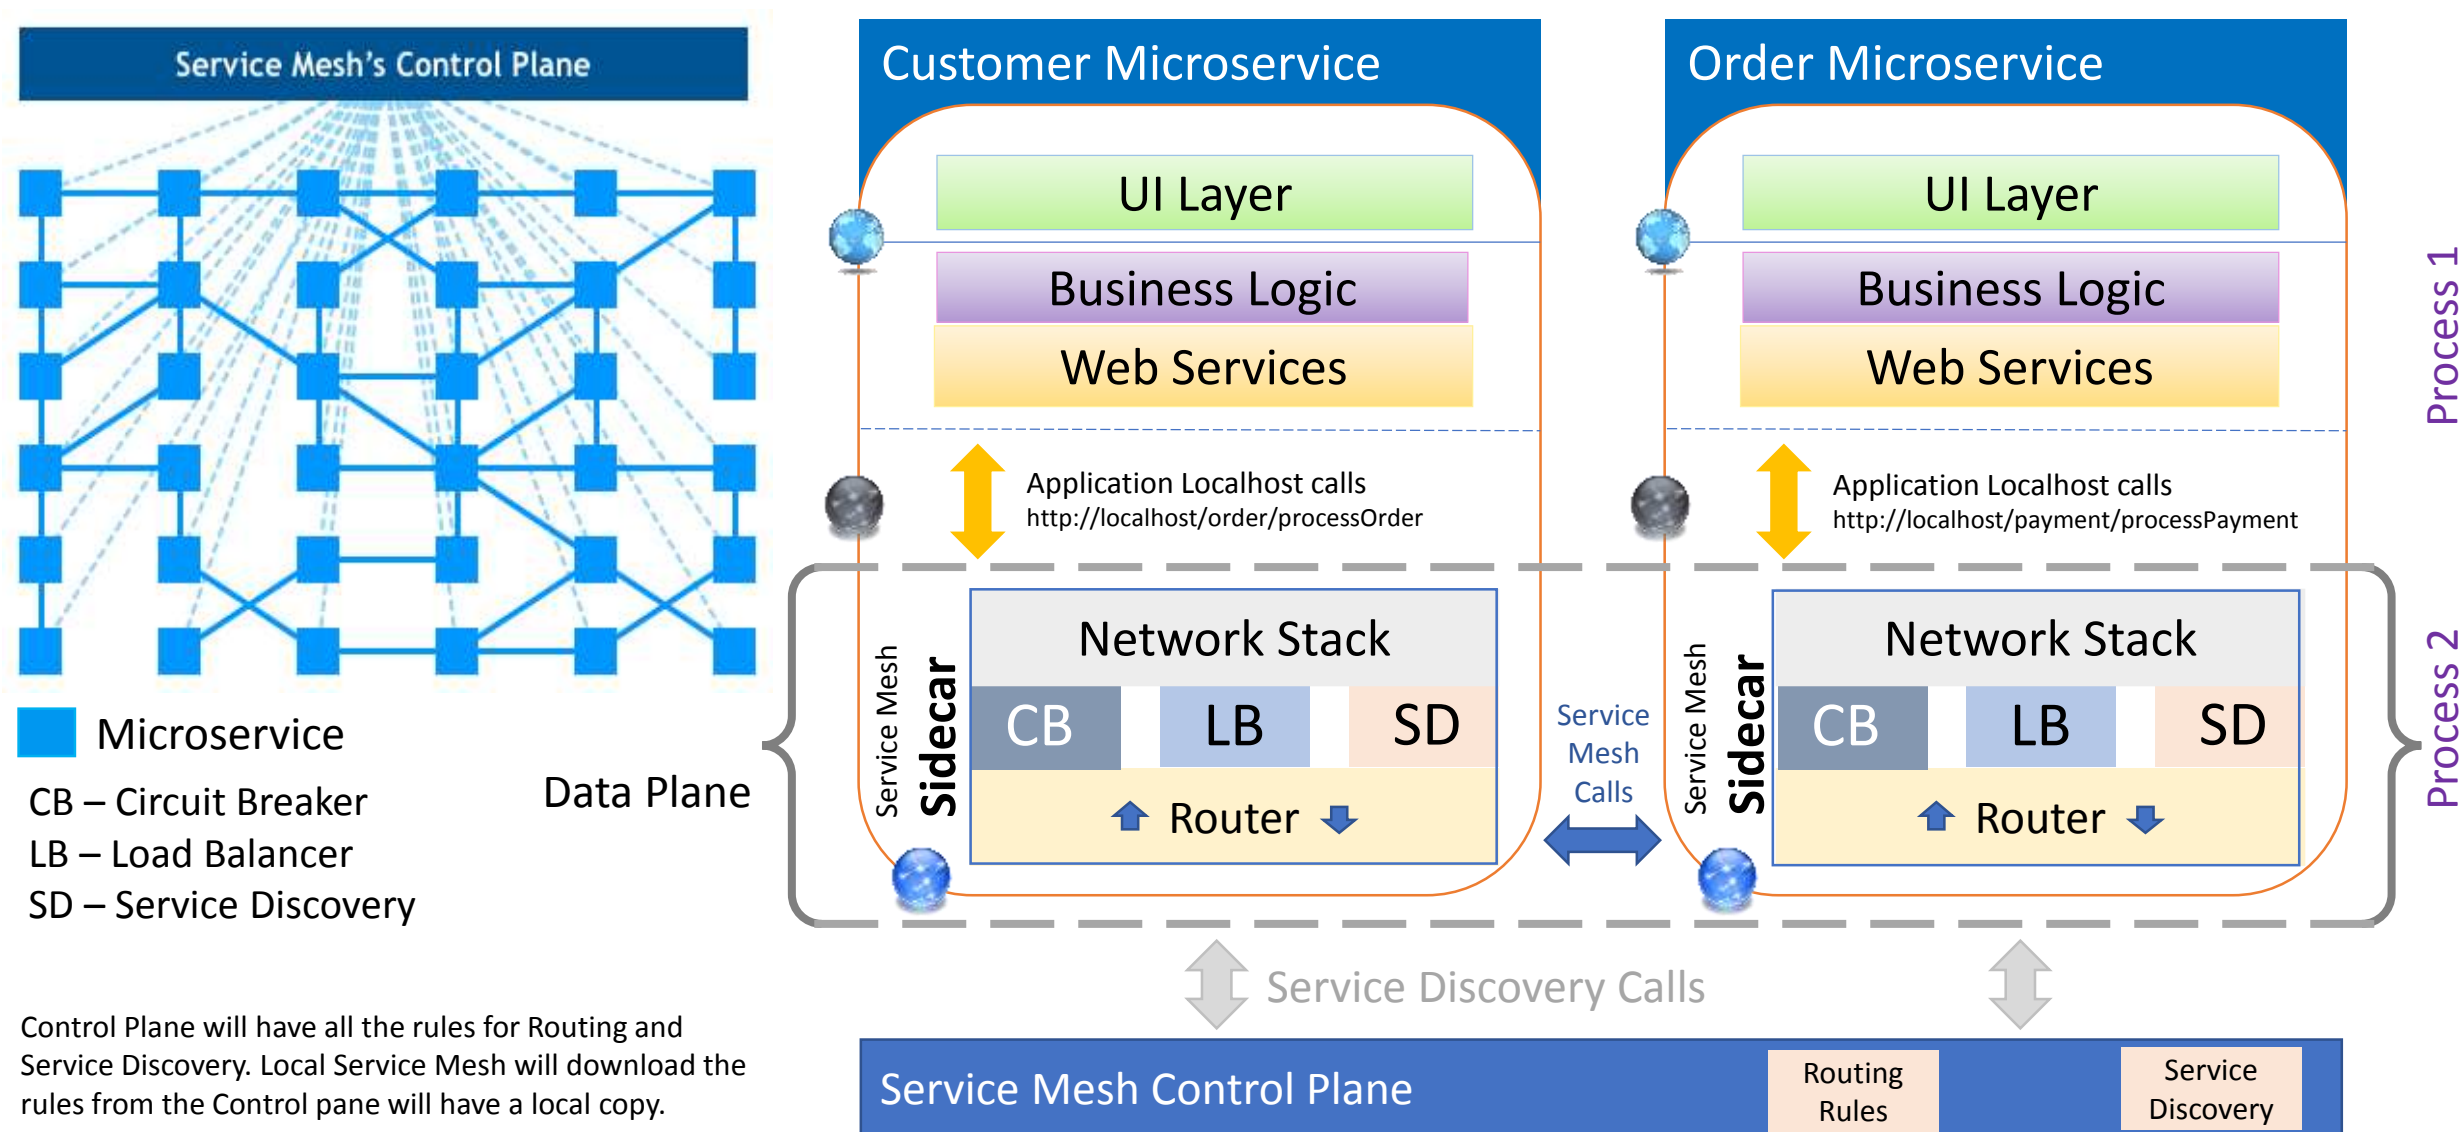 Service Mesh's Control Plane
Microservice
CB – Circuit Breaker
LB – Load Balancer
SD – Service Discovery
Data Plane
Control Plane will have all the rules for Routing and
Service Discovery. Local Service Mesh will download the
rules from the Control pane will have a local copy.
Customer Microservice
UI Layer
Business Logic
Web Services
Application Localhost calls
http://localhost/order/processOrder
Service Mesh
Sidecar
Network Stack
CB
LB
SD
Router
Service
Mesh
Calls
Order Microservice
UI Layer
Business Logic
Web Services
Application Localhost calls
http://localhost/payment/processPayment
Service Mesh
Sidecar
Network Stack
CB
LB
SD
Router
Process 1
Process 2
Service Discovery Calls
Service Mesh Control Plane
Routing
Rules
Service
Discovery